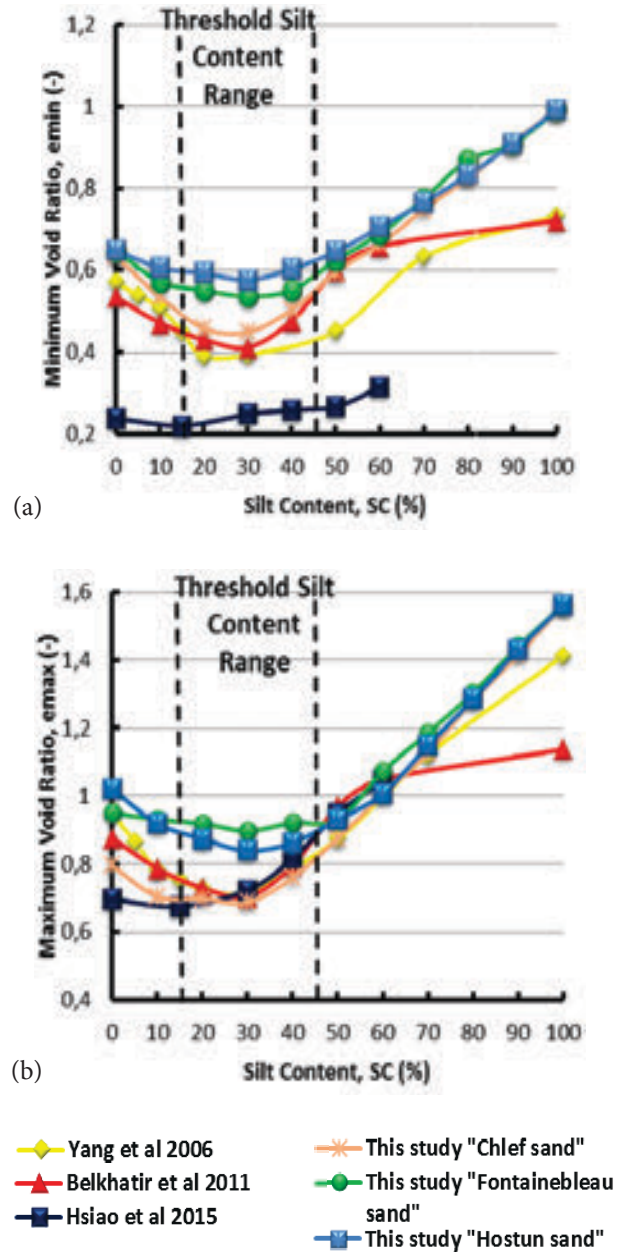 Threshold Silt
Content
Range
Minimum Void Ratio, emin (-)
1,2
1
0,8
0,6
0,4
0,2
0 10 20 30 40 50 60 70 80 90 100
Silt Content, SC (%)
(a)
Threshold Silt
Content
Range
Maximum Void Ratio, emax (-)
1,6
1,4
1,2
1
0,8
0,6
0,4
0 10 20 30 40 50 60 70 80 90 100
Silt Content, SC (%)
(b)
Yang et al 2006
Belkhatir et al 2011
Hsiao et al 2015
This study "Chlef sand"
This study "Fontainebleau
sand"
This study "Hostun sand"